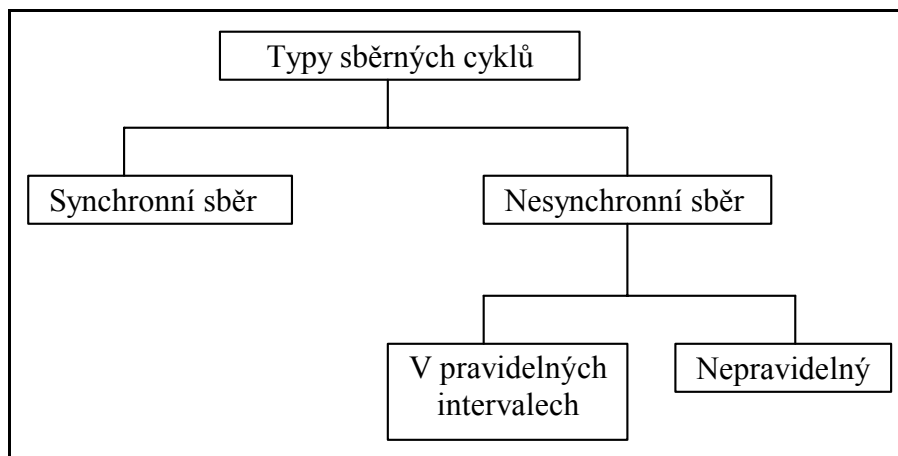 Typy sběrných cyklů
Synchronní sběr
Nesynchronní sběr
V pravidelných
intervalech
Nepravidelný